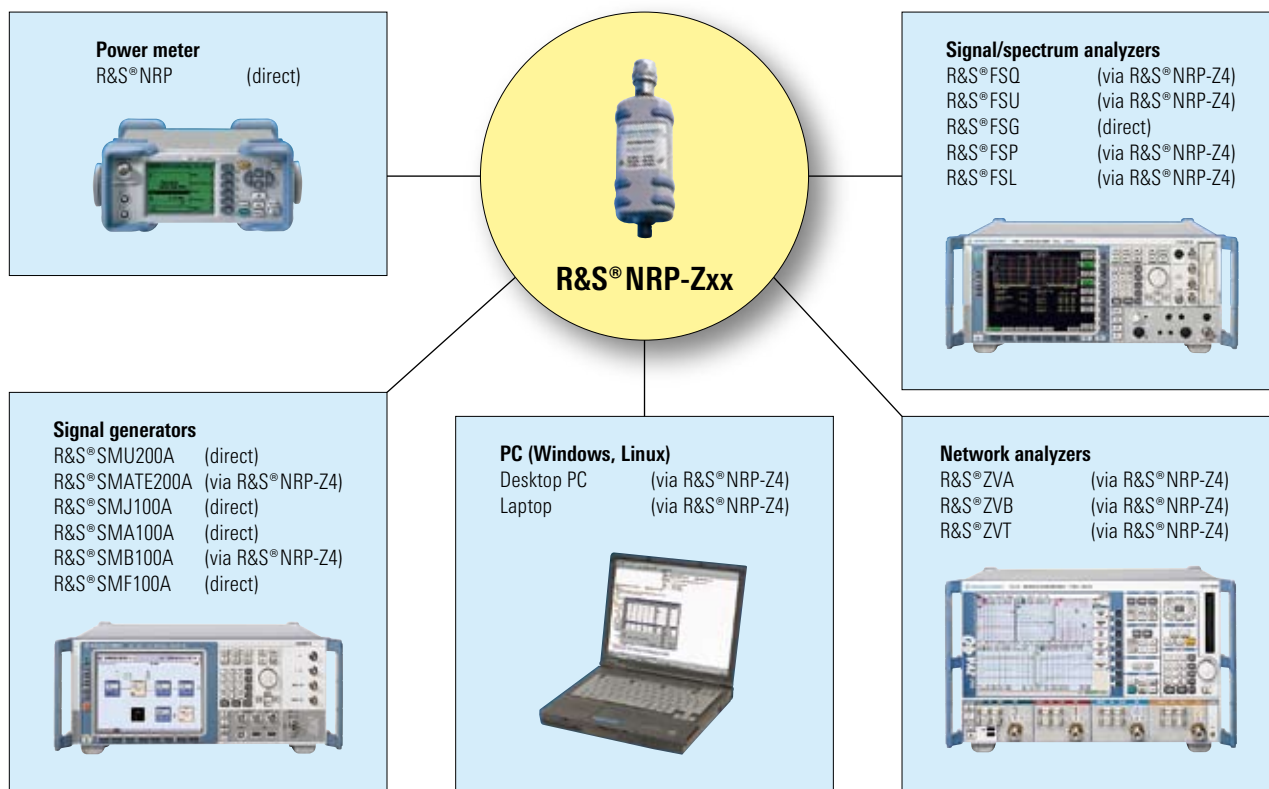 Power meter
R&S®NRP (direct)
R&S®NRP-Zxx
Signal/spectrum analyzers
R&S®FSQ (via R&S®NRP-Z4)
R&S®FSU (via R&S®NRP-Z4)
R&S®FSG (direct)
R&S®FSP (via R&S®NRP-Z4)
R&S®FSL (via R&S®NRP-Z4)
Signal generators
R&S®SMU200A (direct)
R&S®SMATE200A (via R&S®NRP-Z4)
R&S®SMJ100A (direct)
R&S®SMA100A (direct)
R&S®SMB100A (via R&S®NRP-Z4)
R&S®SMF100A (direct)
PC (Windows, Linux)
Desktop PC (via R&S®NRP-Z4)
Laptop (via R&S®NRP-Z4)
Network analyzers
R&S®ZVA (via R&S®NRP-Z4)
R&S®ZVB (via R&S®NRP-Z4)
R&S®ZVT (via R&S®NRP-Z4)